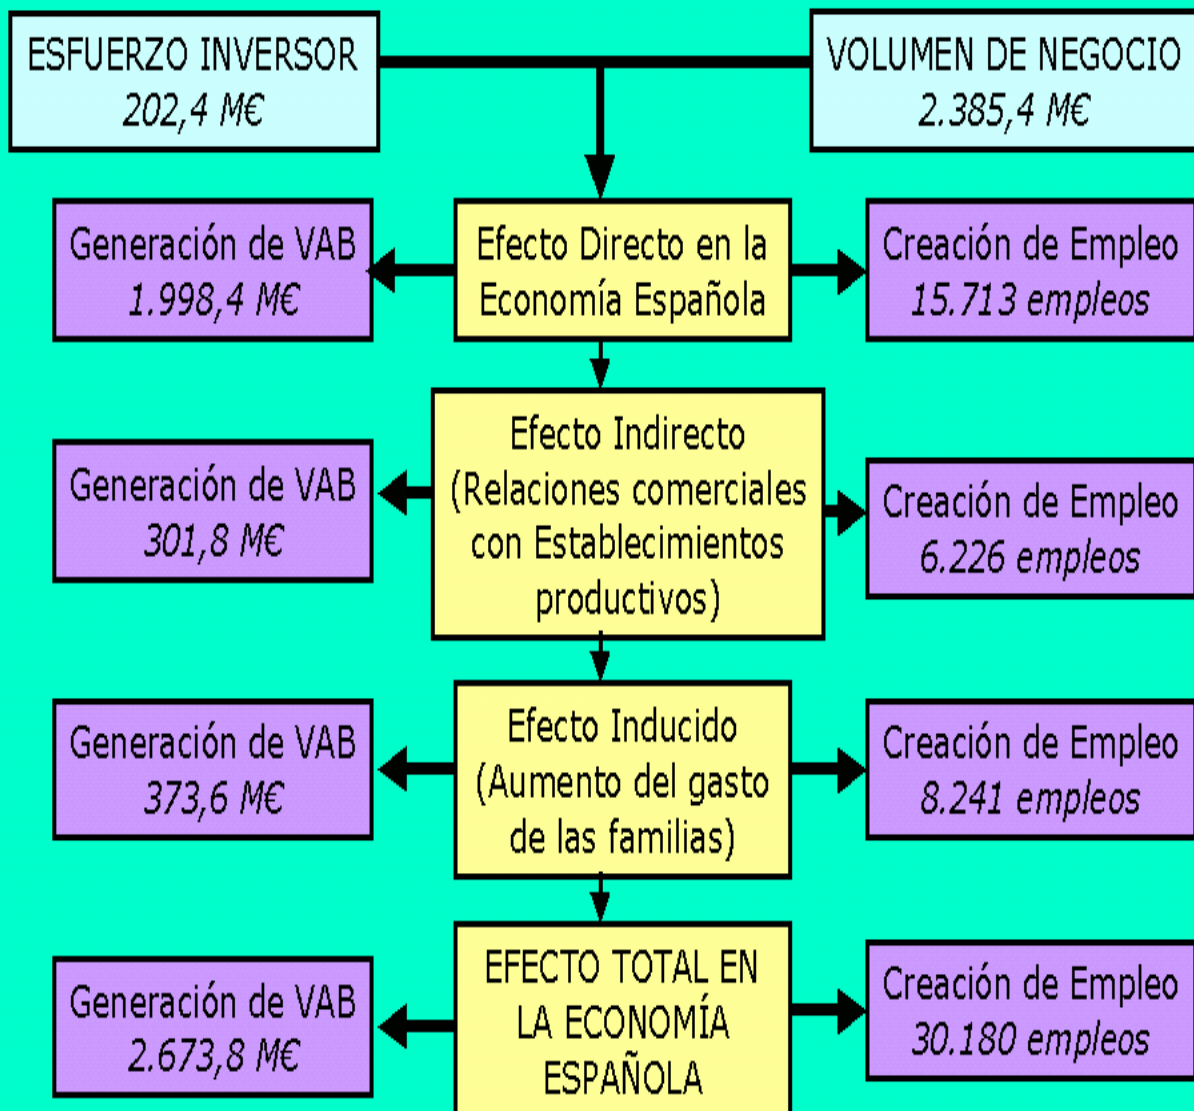 ESFUERZO INVERSOR
202,4 M€
VOLUMEN DE NEGOCIO
2.385,4 M€
Generación de VAB
1.998,4 M€
Efecto Directo en la
Economía Española
Creación de Empleo
15.713 empleos
Generación de VAB
301,8 M€
Efecto Indirecto
(Relaciones comerciales
con Establecimientos
productivos)
Creación de Empleo
6.226 empleos
Generación de VAB
373,6 M€
Efecto Inducido
(Aumento del gasto
de las familias)
Creación de Empleo
8.241 empleos
Generación de VAB
2.673,8 M€
EFECTO TOTAL EN
LA ECONOMÍA
ESPAÑOLA
Creación de Empleo
30.180 empleos